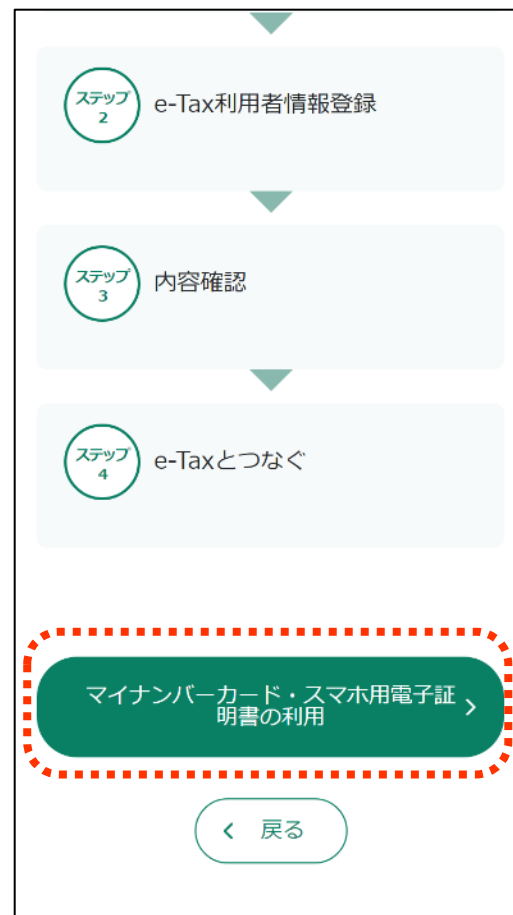 ステップ
2
e-Tax利用者情報登録
ステップ
3
内容確認
ステップ
4
e-Taxとつなぐ
マイナンバーカード・スマホ用電子証
明書の利用
戻る